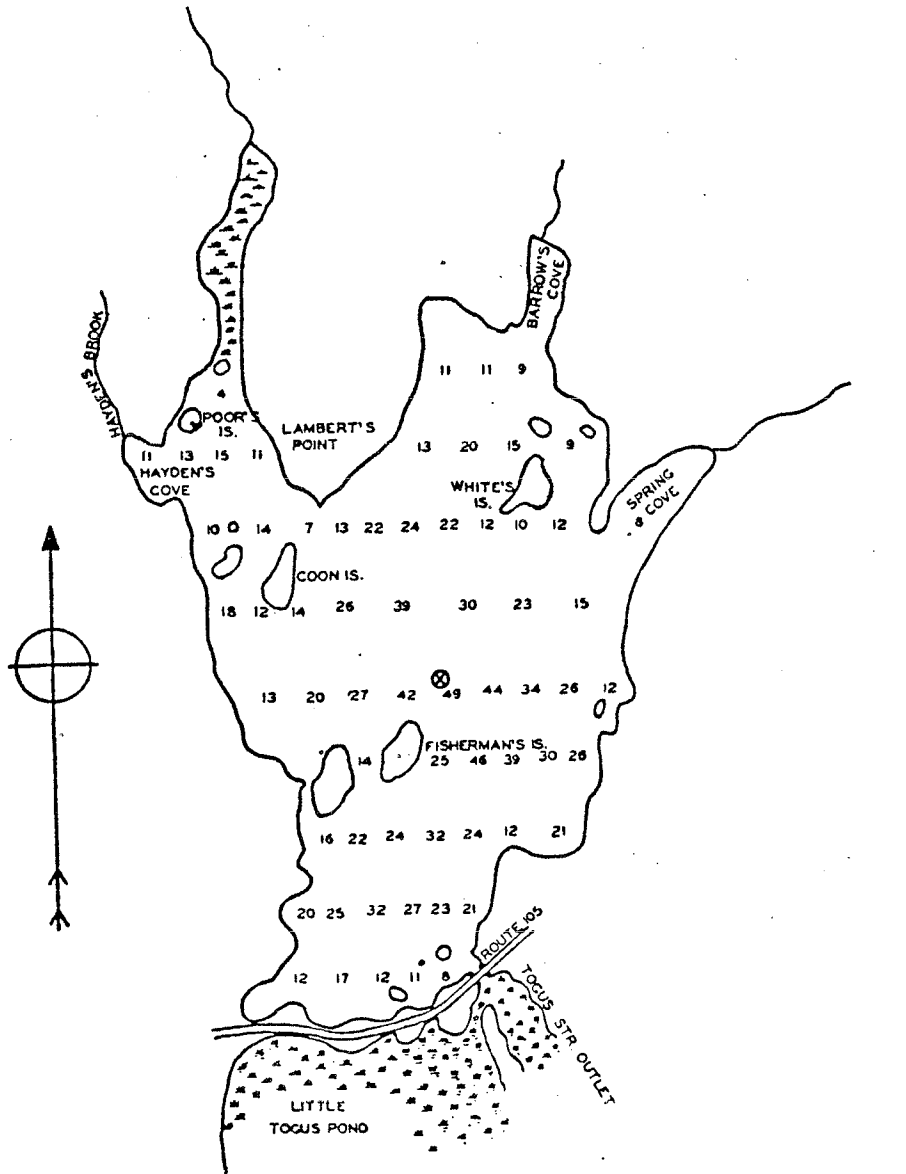 HAYDEN'S BROOK
BARROW'S
COVE
11 11 9
4
POOR'S
IS.
LAMBERT'S
POINT
13 20 15 9
11 13 15 11
HAYDEN'S
COVE
WHITE'S
IS.
SPRING
COVE
8
10 14 7 13 22 24 22 12 10 12
COON IS.
18 12 14 26 39 30 23 15
13 20 27 42 49 44 34 26 12
FISHERMAN'S IS.
14 25 46 39 30 26
16 22 24 32 24 12 21
20 25 32 27 23 21
ROUTE 105
12 17 12 11 8
TOGUS STR. OUTLET
LITTLE
TOGUS POND